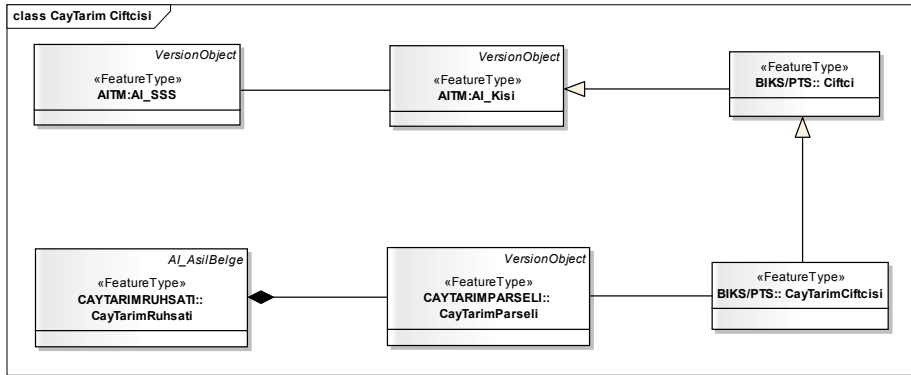 class CayTarim Ciftcisi
VersionObject
«FeatureType»
AITM:AI_SSS
VersionObject
«FeatureType»
AITM:AI_Kisi
«FeatureType»
BIKS/PTS:: Ciftci
AI_AsilBelge
«FeatureType»
CAYTARIMRUHSATI::
CayTarimRuhsati
VersionObject
«FeatureType»
CAYTARIMPARSELI::
CayTarimParseli
«FeatureType»
BIKS/PTS:: CayTarimCiftcisi